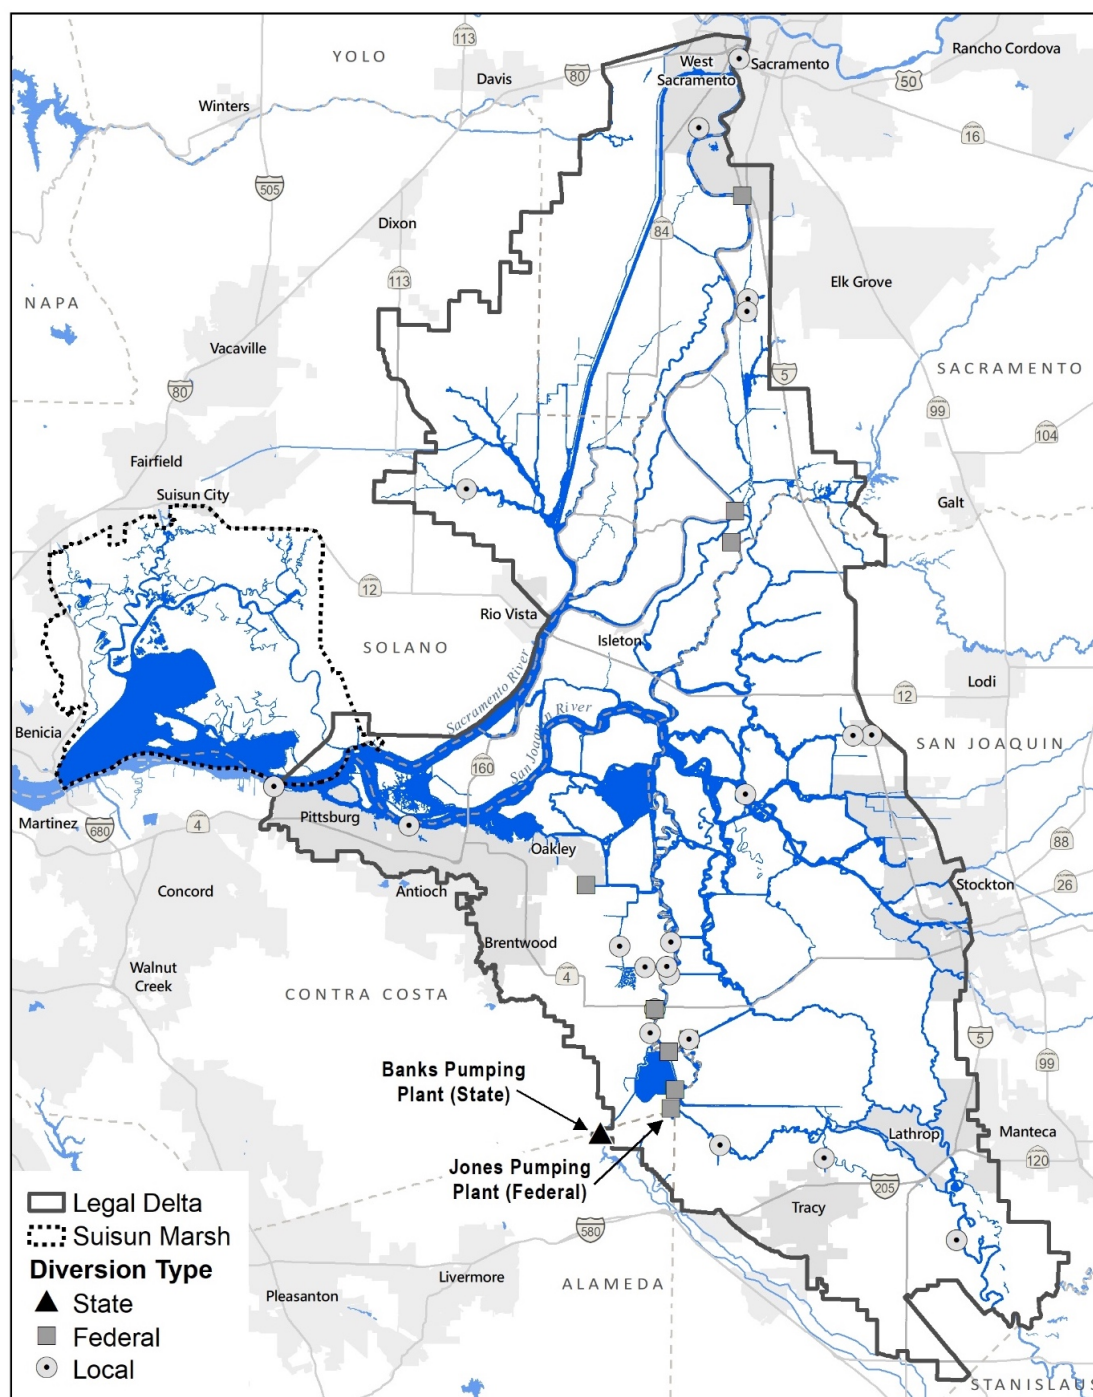 113
YOLO
Rancho Cordova
West
Sacramento
Sacramento
Davis
80
50
Winters
16
505
Dixon
84
113
Elk Grove
NAPA
Vacaville
5
SACRAMENTO
80
99
104
Fairfield
Suisun City
Galt
12
Rio Vista
Isleton
SOLANO
Sacramento River
Lodi
12
San Joaquin River
Benicia
SAN JOAQUIN
160
Martinez
680
4
Pittsburg
Oakley
88
Concord
Antioch
Stockton
26
Brentwood
Walnut
Creek
4
CONTRA COSTA
5
99
Banks Pumping
Plant (State)
Lathrop
Manteca
120
Jones Pumping
Plant (Federal)
205
Tracy
580
Livermore
ALAMEDA
Pleasanton
STANISLAUS
Legal Delta
Suisun Marsh
Diversion Type
State
Federal
Local